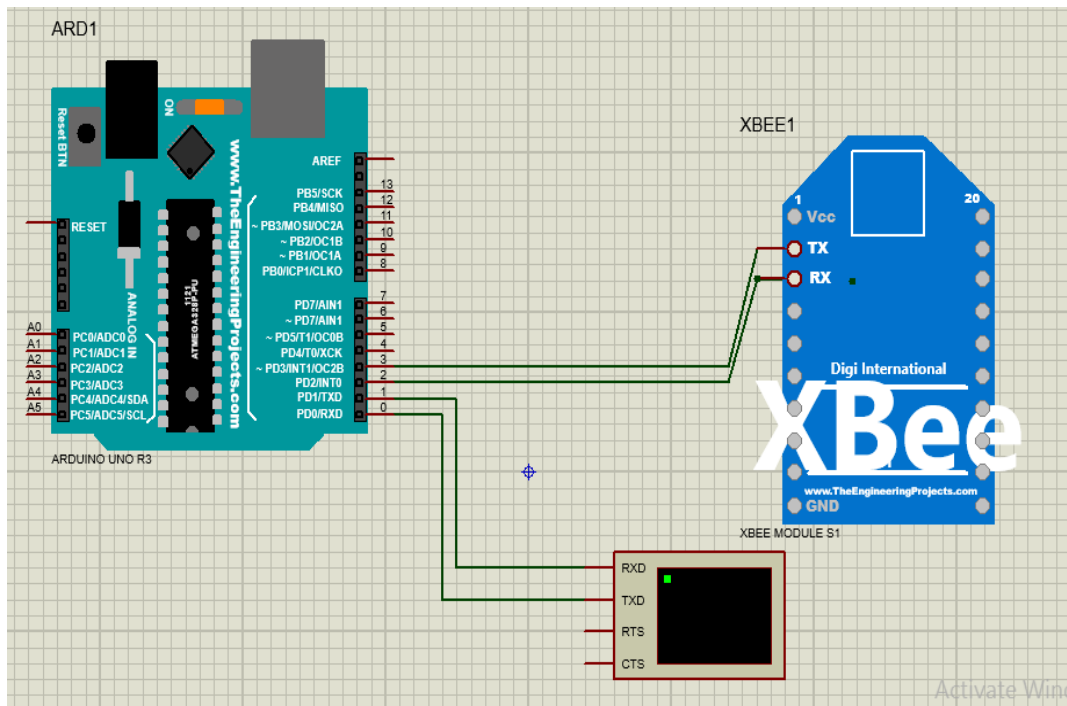 ARD1
Reset BTN
ON
www.TheEngineeringProjects.com
AREF
13
PB5/SCK
12
PB4/MISO
11
~ PB3/MOSI/OC2A
10
~ PB2/OC1B
9
~ PB1/OC1A
8
PB0/ICP1/CLKO
RESET
1121
ATMEGA328P-PU
ANALOG IN
7
PD7/AIN1
6
~ PD7/AIN1
5
~ PD5/T1/OC0B
4
PD4/T0/XCK
3
~ PD3/INT1/OC2B
2
PD2/INT0
1
PD1/TXD
0
PD0/RXD
A0
PC0/ADC0
A1
PC1/ADC1
A2
PC2/ADC2
A3
PC3/ADC3
A4
PC4/ADC4/SDA
A5
PC5/ADC5/SCL
ARDUINO UNO R3
XBEE1
1
20
Vcc
TX
RX
Digi International
XBee
www.TheEngineeringProjects.com
GND
XBEE MODULE S1
RXD
TXD
RTS
CTS
Activate Wind